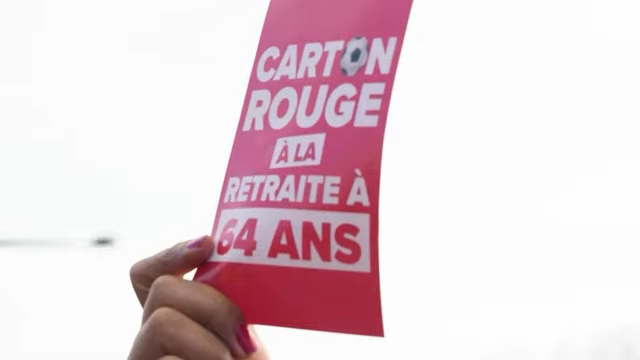 CARTON
ROUGE
À LA
RETRAITE À
64 ANS